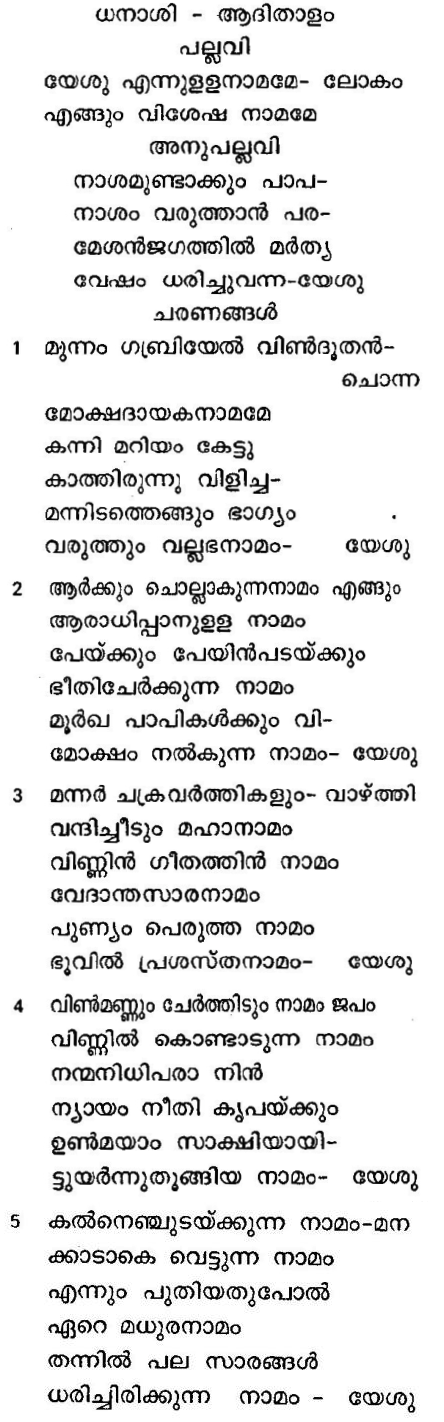 ധനാശി - ആദിതാളം
പല്ലവി
യേശു എന്നുളളനാമമേ- ലോകം
എങ്ങും വിശേഷ നാമമേ
അനുപല്ലവി
നാശമുണ്ടാക്കും പാപ-
നാശം വരുത്താൻ പര-
മേശൻജഗത്തിൽ മർത്യ
വേഷം ധരിച്ചുവന്ന-യേശു
ചരണങ്ങൾ
1 മുന്നം ഗബ്രിയേൽ വിൺദൂതൻ-
ചൊന്ന
മോക്ഷദായകനാമമേ
കന്നി മറിയം കേട്ടു
കാത്തിരുന്നു വിളിച്ച-
മന്നിടത്തെങ്ങും ഭാഗ്യം
വരുത്തും വല്ലഭനാമം- യേശു
2 ആർക്കും ചൊല്ലാകുന്നനാമം എങ്ങും
ആരാധിപ്പാനുളള നാമം
പേയ്ക്കും പേയിൻപടയ്ക്കും
ഭീതിചേർക്കുന്ന നാമം
മൂർഖ പാപികൾക്കും വി-
മോക്ഷം നൽകുന്ന നാമം- യേശു
3 മന്നർ ചക്രവർത്തികളും- വാഴ്ത്തി
വന്ദിച്ചീടും മഹാനാമം
വിണ്ണിൻ ഗീതത്തിൻ നാമം
വേദാന്തസാരനാമം
പുണ്യം പെരുത്ത നാമം
ഭൂവിൽ പ്രശസ്തനാമം- യേശു
4 വിൺമണ്ണും ചേർത്തിടും നാമം ജപം
വിണ്ണിൽ കൊണ്ടാടുന്ന നാമം
നന്മനിധിപരാ നിൻ
ന്യായം നീതി കൃപയ്ക്കും
ഉൺമയാം സാക്ഷിയായി-
ട്ടുയർന്നുതൂങ്ങിയ നാമം- യേശു
5 കൽനെഞ്ചുടയ്ക്കുന്ന നാമം-മന
ക്കാടാകെ വെട്ടുന്ന നാമം
എന്നും പുതിയതുപോൽ
ഏറെ മധുരനാമം
തന്നിൽ പല സാരങ്ങൾ
ധരിച്ചിരിക്കുന്ന നാമം - യേശു